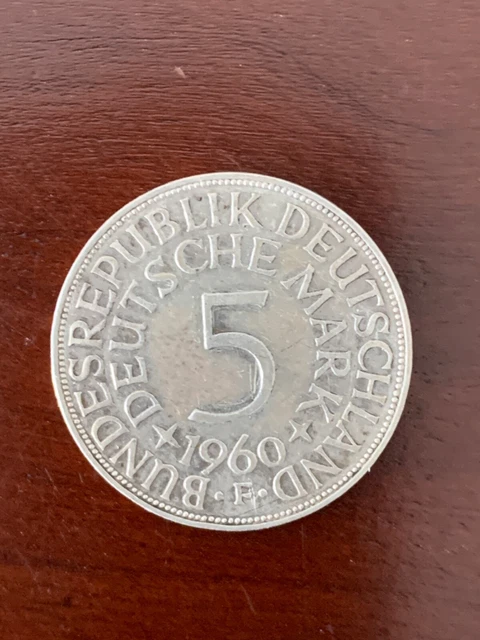 BUNDESREPUBLIK DEUTSCHLAND
DEUTSCHE MARK
5
1960
F